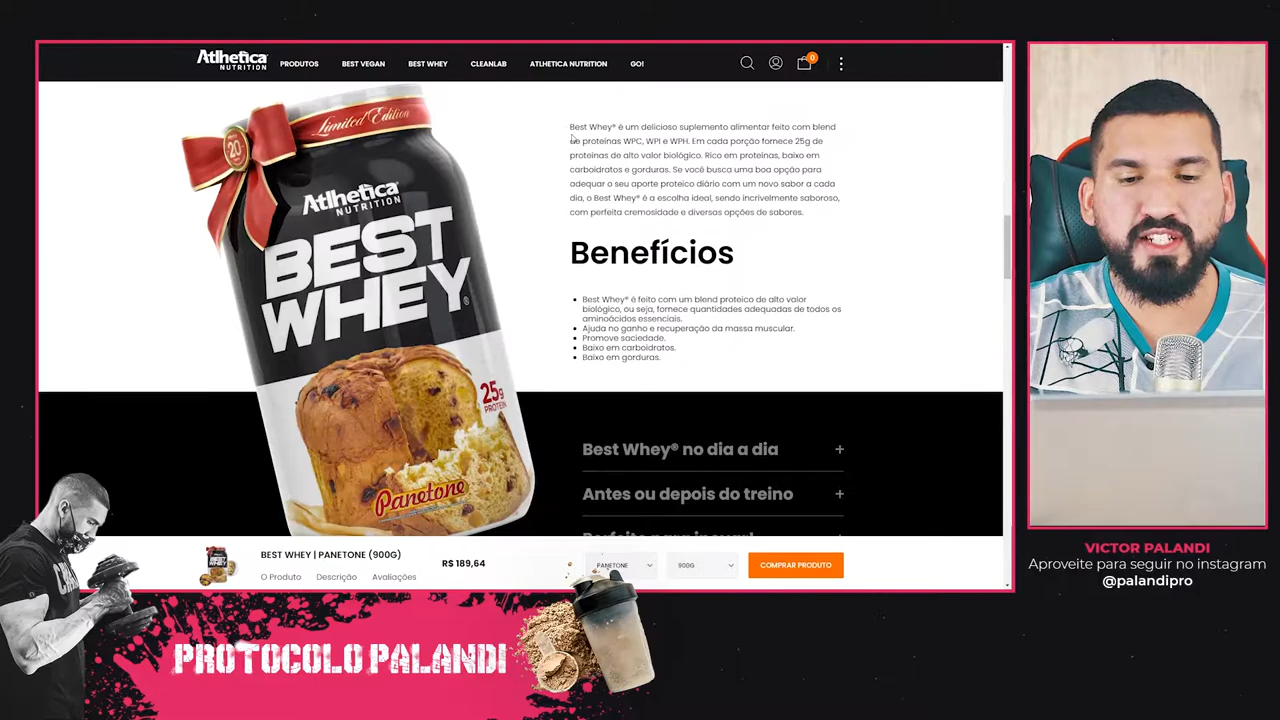 Atlhetica
NUTRITION
PRODUTOS
BEST VEGAN
BEST WHEY
CLEANLAB
ATLHETICA NUTRITION
GO!
0
Limited Edition
20
Atlhetica
NUTRITION
BEST
WHEY®
25g
PROTEIN
Panetone
Best Whey® é um delicioso suplemento alimentar feito com blend
de proteínas WPC, WPI e WPH. Em cada porção fornece 25g de
proteínas de alto valor biológico. Rico em proteínas, baixo em
carboidratos e gorduras. Se você busca uma boa opção para
adequar o seu aporte proteico diário com um novo sabor a cada
dia, o Best Whey® é a escolha ideal, sendo incrivelmente saboroso,
com perfeita cremosidade e diversas opções de sabores.
Benefícios
Best Whey® é feito com um blend proteico de alto valor
biológico, ou seja, fornece quantidades adequadas de todos os
aminoácidos essenciais.
Ajuda no ganho e recuperação da massa muscular.
Promove saciedade.
Baixo em carboidratos.
Baixo em gorduras.
Best Whey® no dia a dia +
Antes ou depois do treino +
BEST WHEY | PANETONE (900G)
O Produto
Descrição
Avaliações
R$ 189,64
PANETONE
900G
COMPRAR PRODUTO
VICTOR PALANDI
Aproveite para seguir no instagram
@palandipro
PROTOCOLO PALANDI